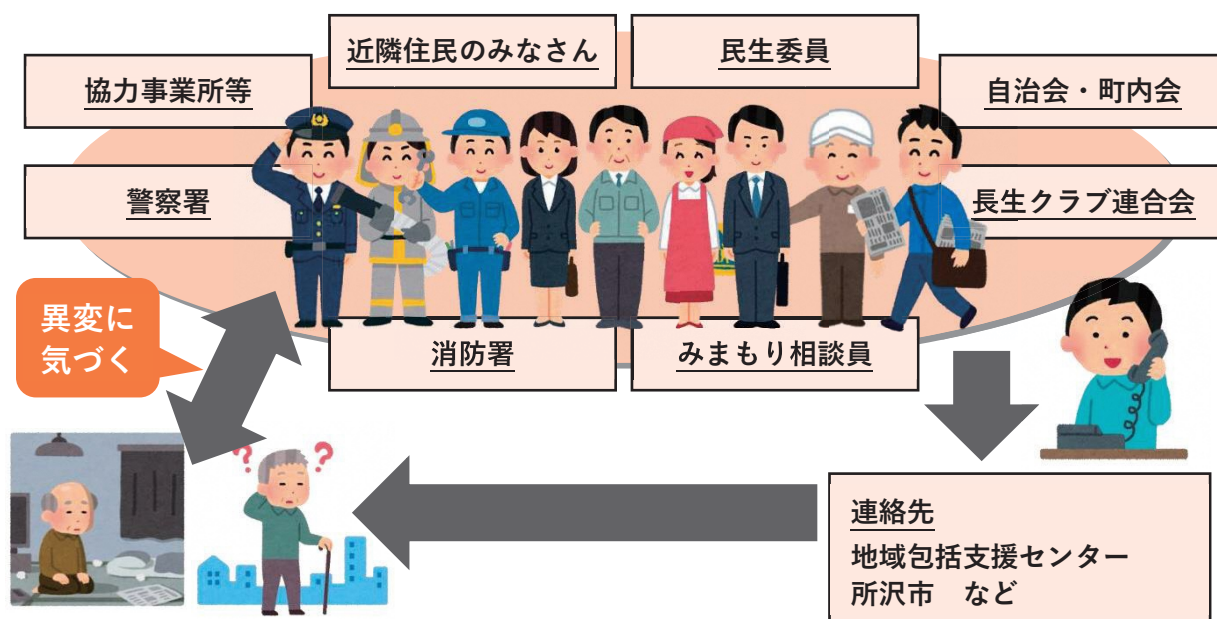 近隣住民のみなさん
民生委員
協力事業所等
自治会・町内会
警察署
長生クラブ連合会
異変に
気づく
消防署
みまもり相談員
? ?
連絡先
地域包括支援センター
所沢市　など